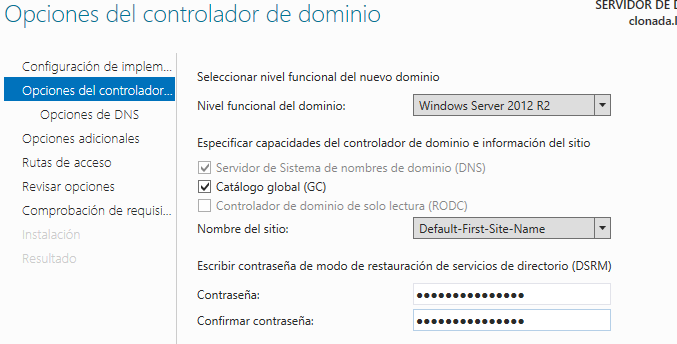 Opciones del controlador de dominio
SERVIDOR DE D
clonada.
Configuración de implem...
Opciones del controlador...
Opciones de DNS
Opciones adicionales
Rutas de acceso
Revisar opciones
Comprobación de requisi...
Instalación
Resultado
Seleccionar nivel funcional del nuevo dominio
Nivel funcional del dominio:
Windows Server 2012 R2
Especificar capacidades del controlador de dominio e información del sitio
Servidor de Sistema de nombres de dominio (DNS)
Catálogo global (GC)
Controlador de dominio de solo lectura (RODC)
Nombre del sitio:
Default-First-Site-Name
Escribir contraseña de modo de restauración de servicios de directorio (DSRM)
Contraseña:
●●●●●●●●●●●●●●●
Confirmar contraseña:
●●●●●●●●●●●●●●●